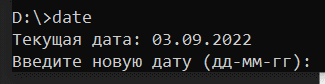 D:\>date
Текущая дата: 03.09.2022
Введите новую дату (дд-мм-гг):